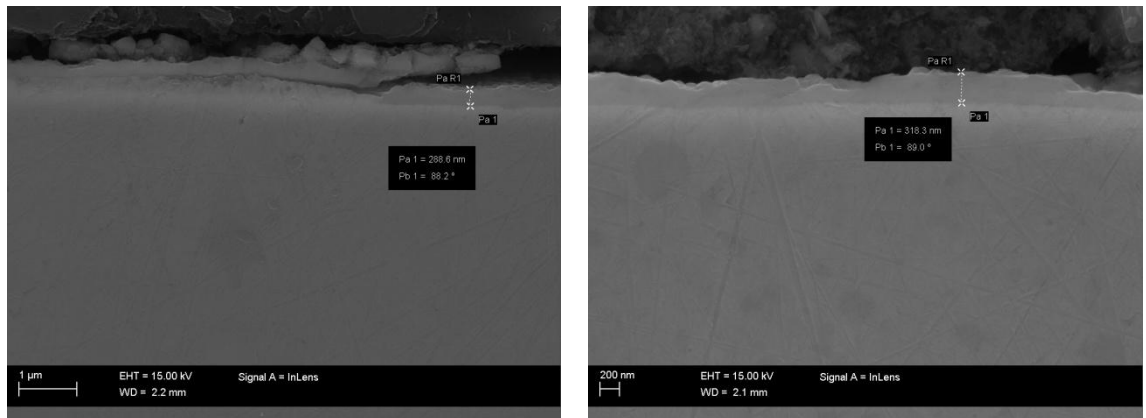 Pa R1
Pa 1
Pa 1 = 288.6 nm
Pb 1 = 88.2 °
1 µm
EHT = 15.00 kV
Signal A = InLens
WD = 2.2 mm
Pa R1
Pa 1
Pa 1 = 318.3 nm
Pb 1 = 89.0 °
200 nm
EHT = 15.00 kV
Signal A = InLens
WD = 2.1 mm